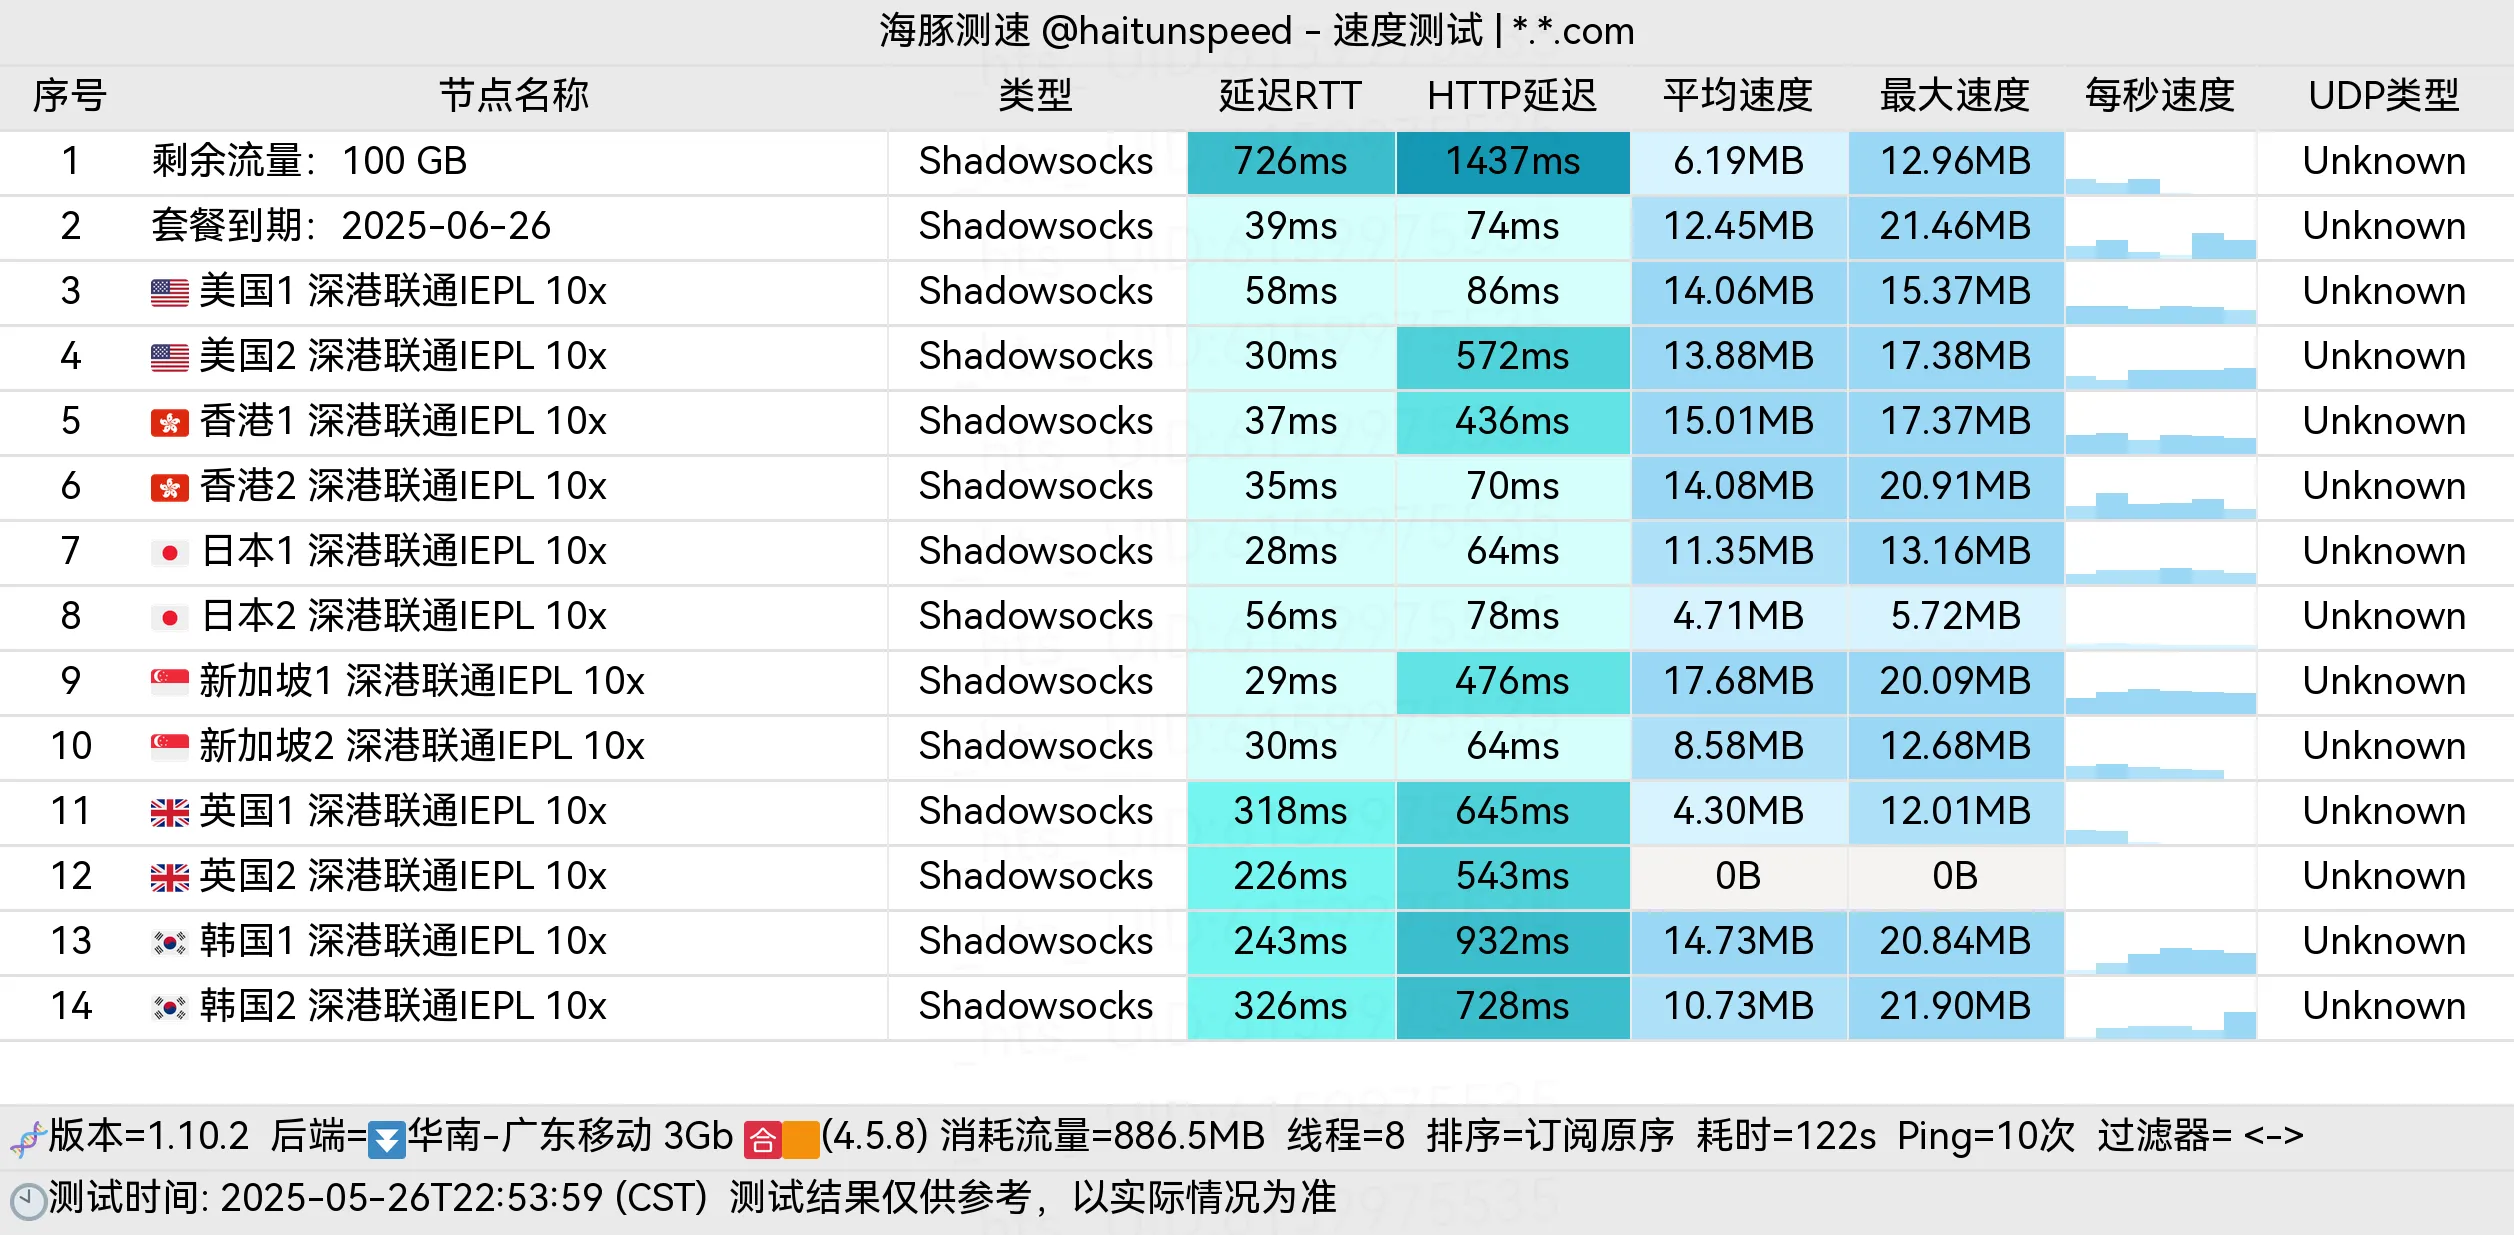 海豚测速 @haitunspeed - 速度测试 | *.*.com
序号 节点名称 类型 延迟RTT HTTP延迟 平均速度 最大速度 每秒速度 UDP类型
1 剩余流量：100 GB Shadowsocks 726ms 1437ms 6.19MB 12.96MB Unknown
2 套餐到期：2025-06-26 Shadowsocks 39ms 74ms 12.45MB 21.46MB Unknown
3 美国1 深港联通IEPL 10x Shadowsocks 58ms 86ms 14.06MB 15.37MB Unknown
4 美国2 深港联通IEPL 10x Shadowsocks 30ms 572ms 13.88MB 17.38MB Unknown
5 香港1 深港联通IEPL 10x Shadowsocks 37ms 436ms 15.01MB 17.37MB Unknown
6 香港2 深港联通IEPL 10x Shadowsocks 35ms 70ms 14.08MB 20.91MB Unknown
7 日本1 深港联通IEPL 10x Shadowsocks 28ms 64ms 11.35MB 13.16MB Unknown
8 日本2 深港联通IEPL 10x Shadowsocks 56ms 78ms 4.71MB 5.72MB Unknown
9 新加坡1 深港联通IEPL 10x Shadowsocks 29ms 476ms 17.68MB 20.09MB Unknown
10 新加坡2 深港联通IEPL 10x Shadowsocks 30ms 64ms 8.58MB 12.68MB Unknown
11 英国1 深港联通IEPL 10x Shadowsocks 318ms 645ms 4.30MB 12.01MB Unknown
12 英国2 深港联通IEPL 10x Shadowsocks 226ms 543ms 0B 0B Unknown
13 韩国1 深港联通IEPL 10x Shadowsocks 243ms 932ms 14.73MB 20.84MB Unknown
14 韩国2 深港联通IEPL 10x Shadowsocks 326ms 728ms 10.73MB 21.90MB Unknown
版本=1.10.2 后端=华南-广东移动 3Gb 🈴🟧(4.5.8) 消耗流量=886.5MB 线程=8 排序=订阅原序 耗时=122s Ping=10次 过滤器= <->
测试时间: 2025-05-26T22:53:59 (CST) 测试结果仅供参考，以实际情况为准